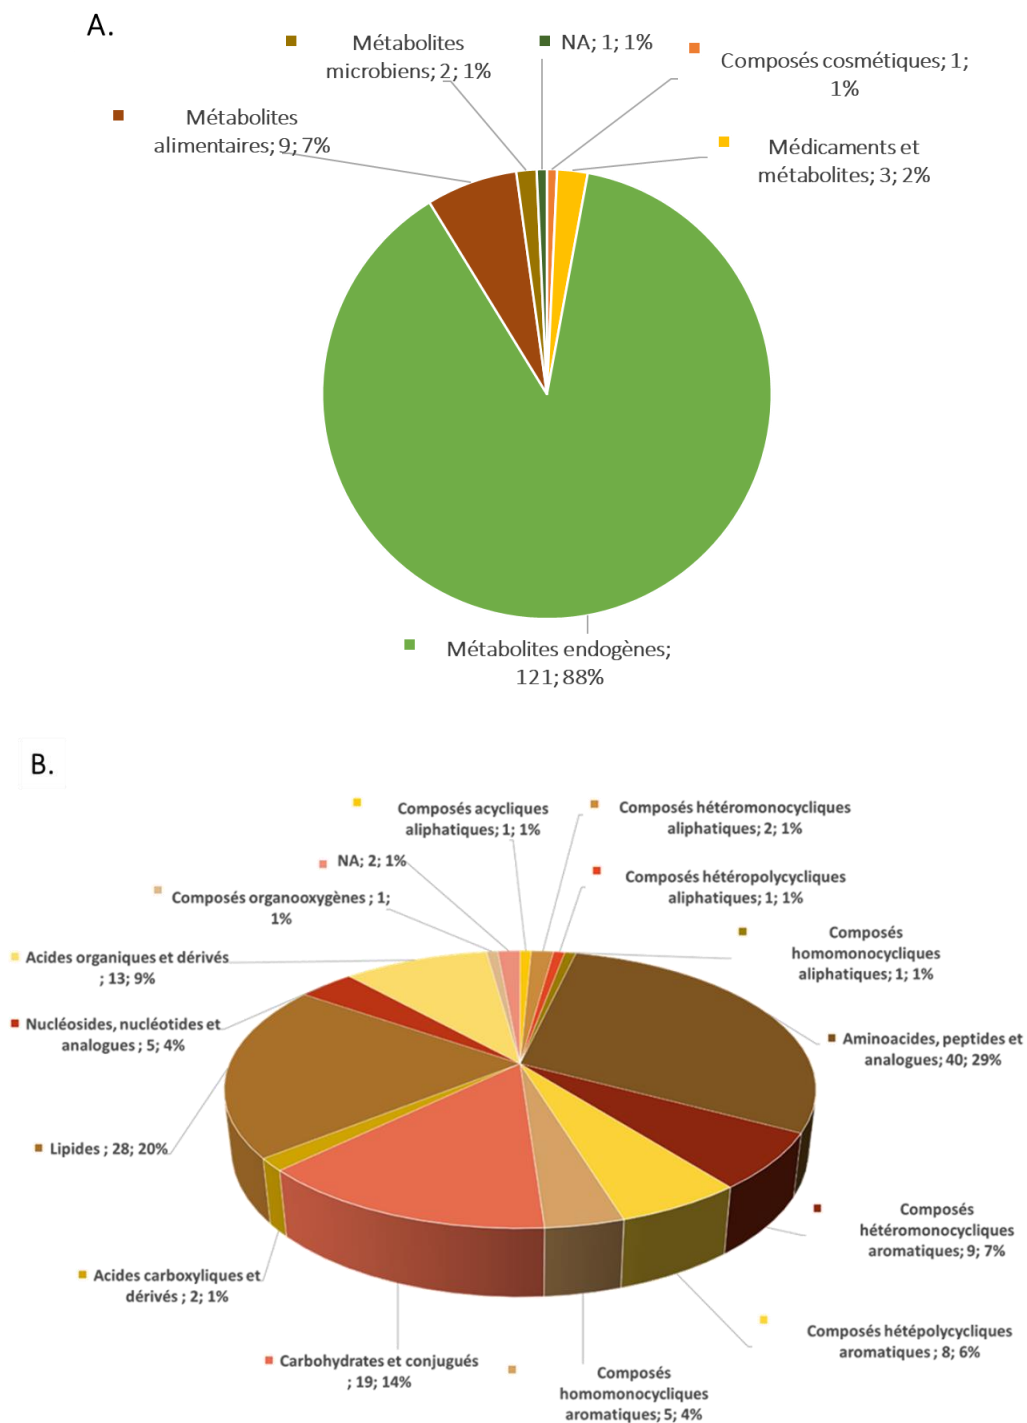 A.
Métabolites
microbiens; 2; 1%
NA; 1; 1%
Composés cosmétiques; 1;
1%
Métabolites
alimentaires; 9; 7%
Médicaments et
métabolites; 3; 2%
Métabolites endogènes;
121; 88%
B.
Composés acycliques
aliphatiques; 1; 1%
Composés hétéromonocycliques
aliphatiques; 2; 1%
NA; 2; 1%
Composés hétéropolycycliques
aliphatiques; 1; 1%
Composés organooxygènes ; 1;
1%
Composés
homomonocycliques
aliphatiques; 1; 1%
Acides organiques et dérivés
; 13; 9%
Nucléosides, nucléotides et
analogues ; 5; 4%
Aminoacides, peptides et
analogues; 40; 29%
Lipides ; 28; 20%
Composés
hétéromonocycliques
aromatiques; 9; 7%
Acides carboxyliques et
dérivés ; 2; 1%
Composés hétépolycycliques
aromatiques ; 8; 6%
Carbohydrates et conjugués
; 19; 14%
Composés
homomonocycliques
aromatiques; 5; 4%